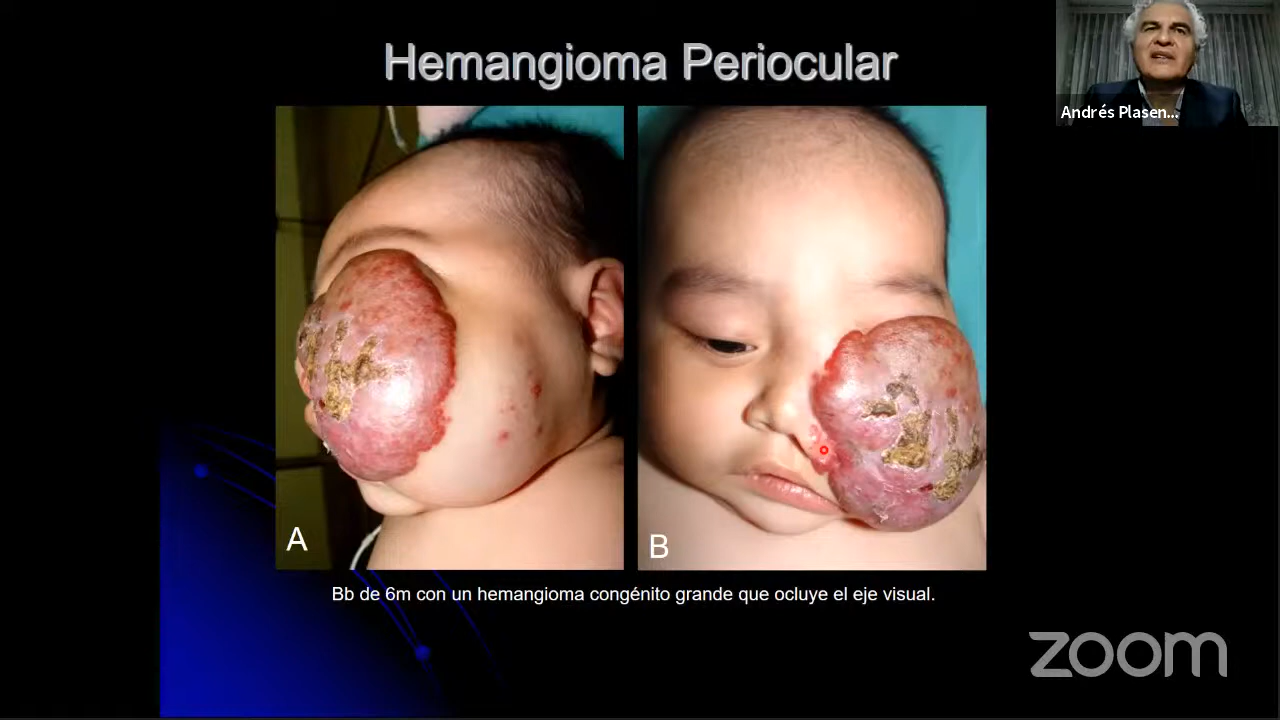 Hemangioma Periocular
Andrés Plasen...
A
B
Bb de 6m con un hemangioma congénito grande que ocluye el eje visual.
zoom